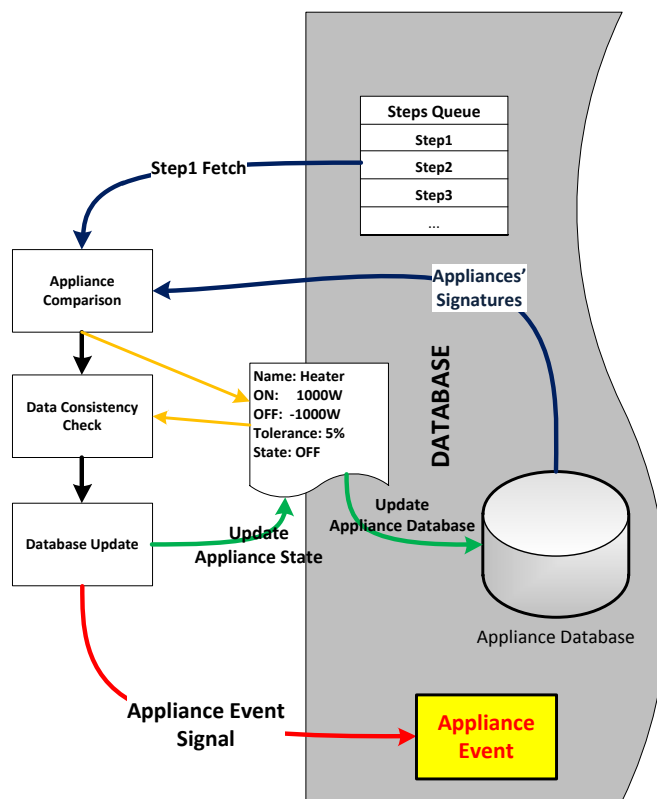 Steps Queue
Step1
Step2
Step3
...
Step1 Fetch
Appliance
Comparison
Appliances'
Signatures
Data Consistency
Check
Name: Heater
ON: 1000W
OFF: -1000W
Tolerance: 5%
State: OFF
DATABASE
Database Update
Update
Appliance State
Update
Appliance Database
Appliance Database
Appliance Event
Signal
Appliance
Event